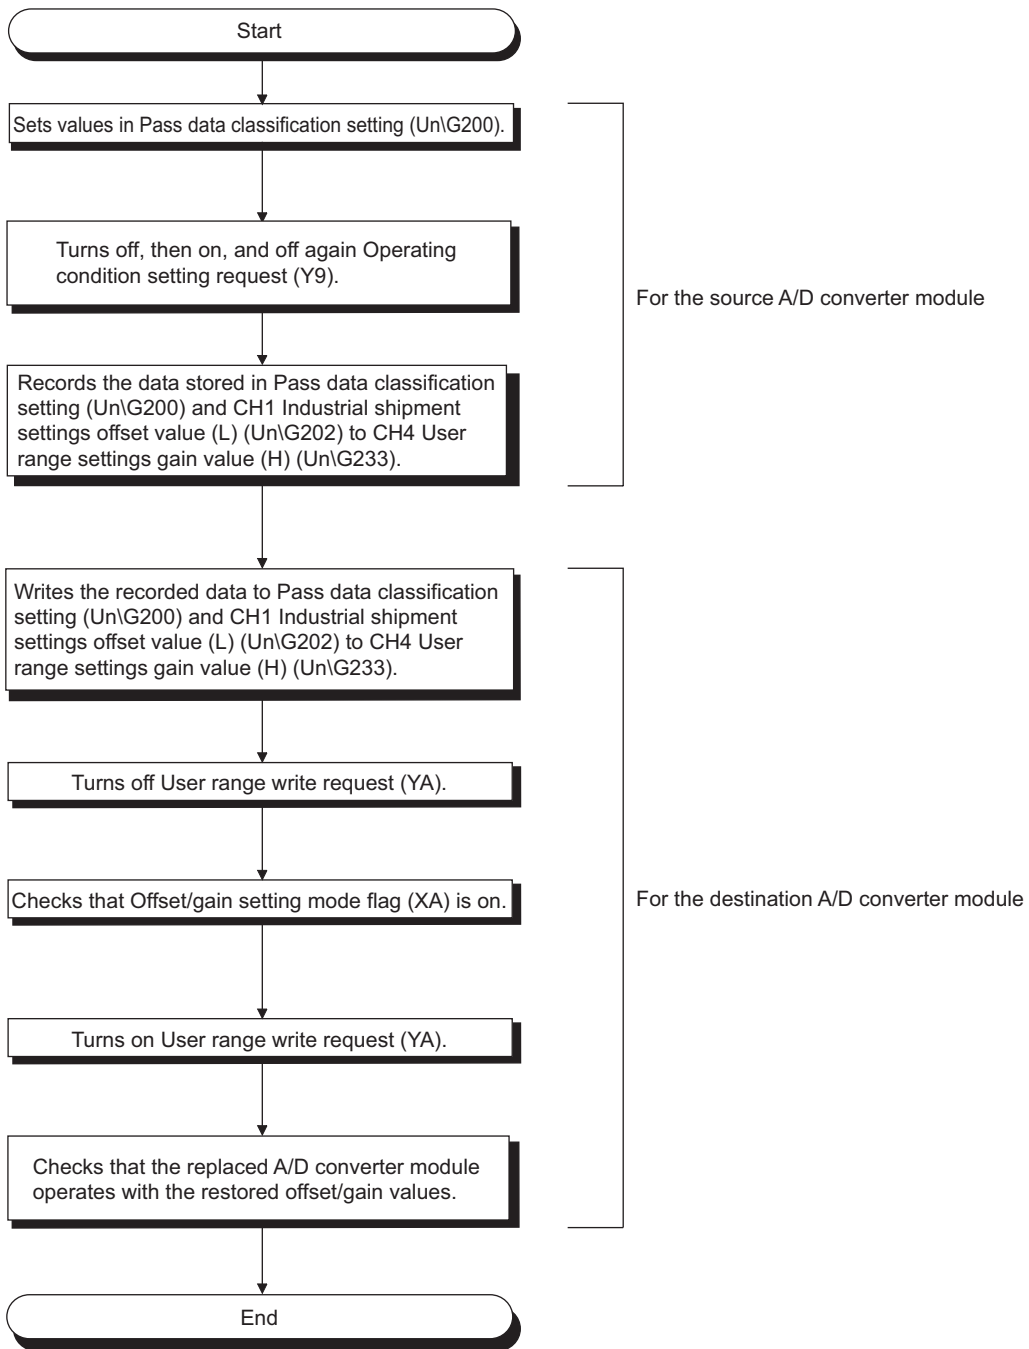 Start
Sets values in Pass data classification setting (Un\G200).
Turns off, then on, and off again Operating
condition setting request (Y9).
For the source A/D converter module
Records the data stored in Pass data classification
setting (Un\G200) and CH1 Industrial shipment
settings offset value (L) (Un\G202) to CH4 User
range settings gain value (H) (Un\G233).
Writes the recorded data to Pass data classification
setting (Un\G200) and CH1 Industrial shipment
settings offset value (L) (Un\G202) to CH4 User
range settings gain value (H) (Un\G233).
Turns off User range write request (YA).
Checks that Offset/gain setting mode flag (XA) is on.
For the destination A/D converter module
Turns on User range write request (YA).
Checks that the replaced A/D converter module
operates with the restored offset/gain values.
End